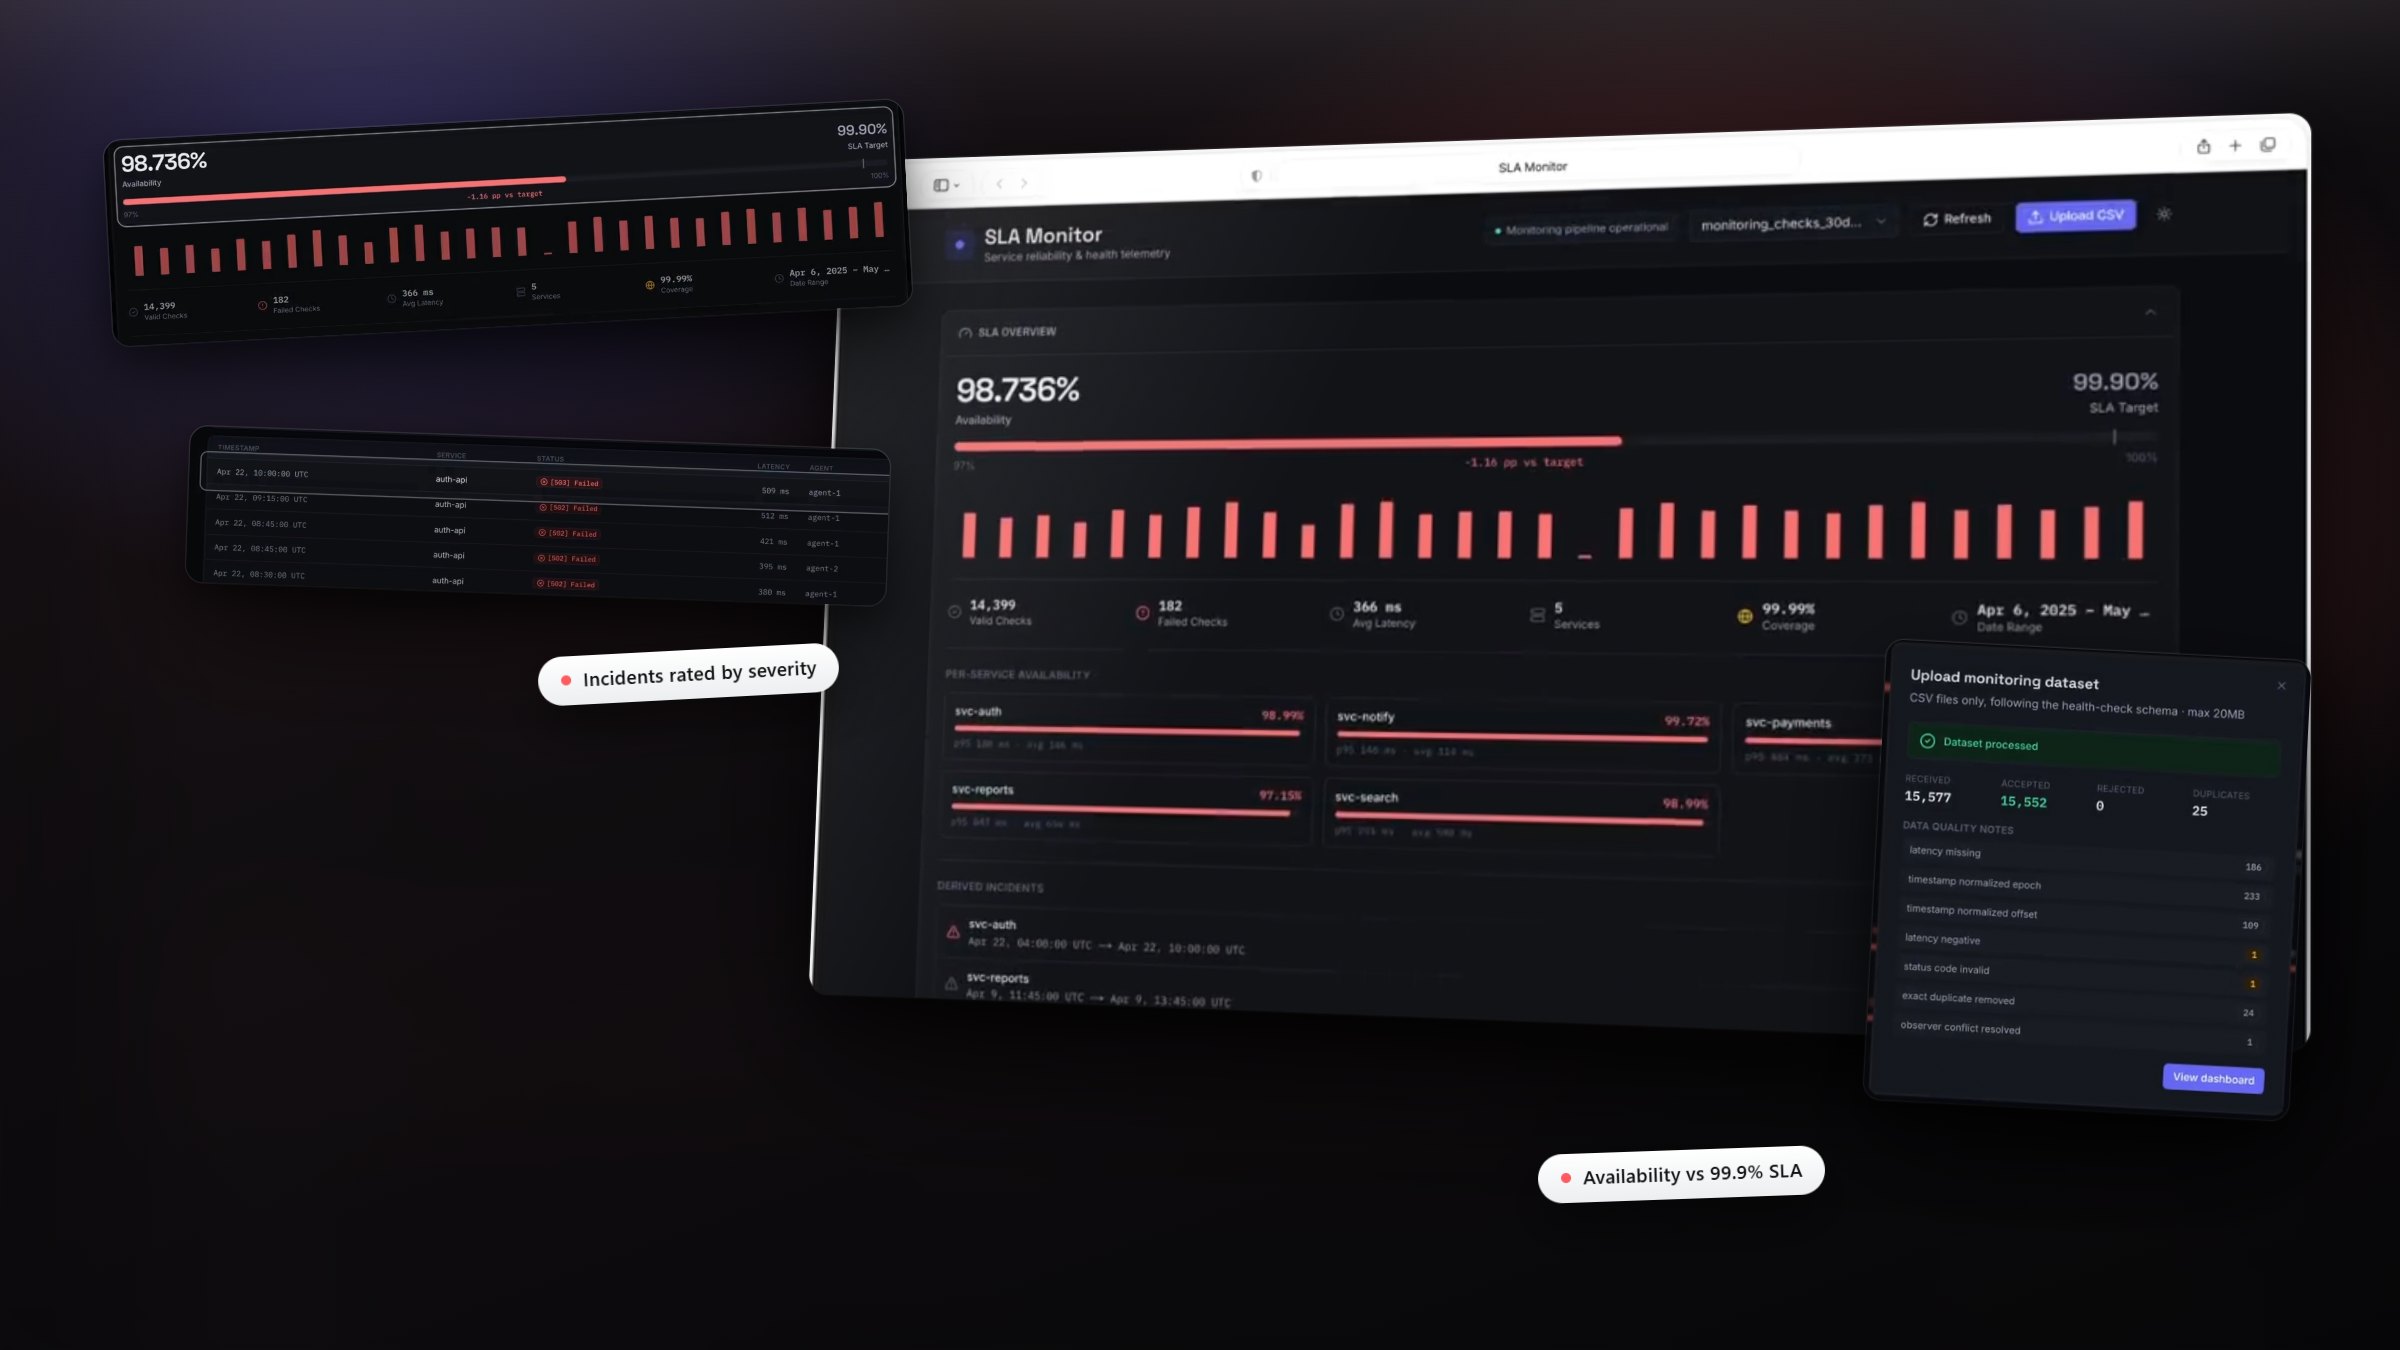 98.736%
Availability
99.90%
SLA Target
97%
-1.16 pp vs target
100%
14,399
Valid Checks
182
Failed Checks
366 ms
Avg Latency
5
Services
99.99%
Coverage
Apr 6, 2025 – May …
Date Range
TIMESTAMP SERVICE STATUS LATENCY AGENT
Apr 22, 10:00:00 UTC auth-api [503] Failed 509 ms agent-1
Apr 22, 09:15:00 UTC auth-api [502] Failed 512 ms agent-1
Apr 22, 08:45:00 UTC auth-api [502] Failed 421 ms agent-1
Apr 22, 08:45:00 UTC auth-api [502] Failed 395 ms agent-2
Apr 22, 08:30:00 UTC auth-api [502] Failed 380 ms agent-1
Incidents rated by severity
SLA Monitor
SLA Monitor
Service reliability & health telemetry
Monitoring pipeline operational
monitoring_checks_30d...
Refresh
Upload CSV
SLA OVERVIEW
98.736%
Availability
99.90%
SLA Target
97%
-1.16 pp vs target
100%
14,399
Valid Checks
182
Failed Checks
366 ms
Avg Latency
5
Services
99.99%
Coverage
Apr 6, 2025 – May …
Date Range
PER-SERVICE AVAILABILITY
svc-auth 98.99%
svc-notify 99.72%
svc-payments
svc-reports 97.15%
svc-search 98.99%
DERIVED INCIDENTS
svc-auth
Apr 22, 04:00:00 UTC → Apr 22, 10:00:00 UTC
svc-reports
Apr 9, 11:45:00 UTC → Apr 9, 13:45:00 UTC
Upload monitoring dataset
CSV files only, following the health-check schema · max 20MB
Dataset processed
RECEIVED
15,577
ACCEPTED
15,552
REJECTED
0
DUPLICATES
25
DATA QUALITY NOTES
latency missing 186
timestamp normalized epoch 233
timestamp normalized offset 109
latency negative 1
status code invalid 1
exact duplicate removed 24
observer conflict resolved 1
View dashboard
Availability vs 99.9% SLA